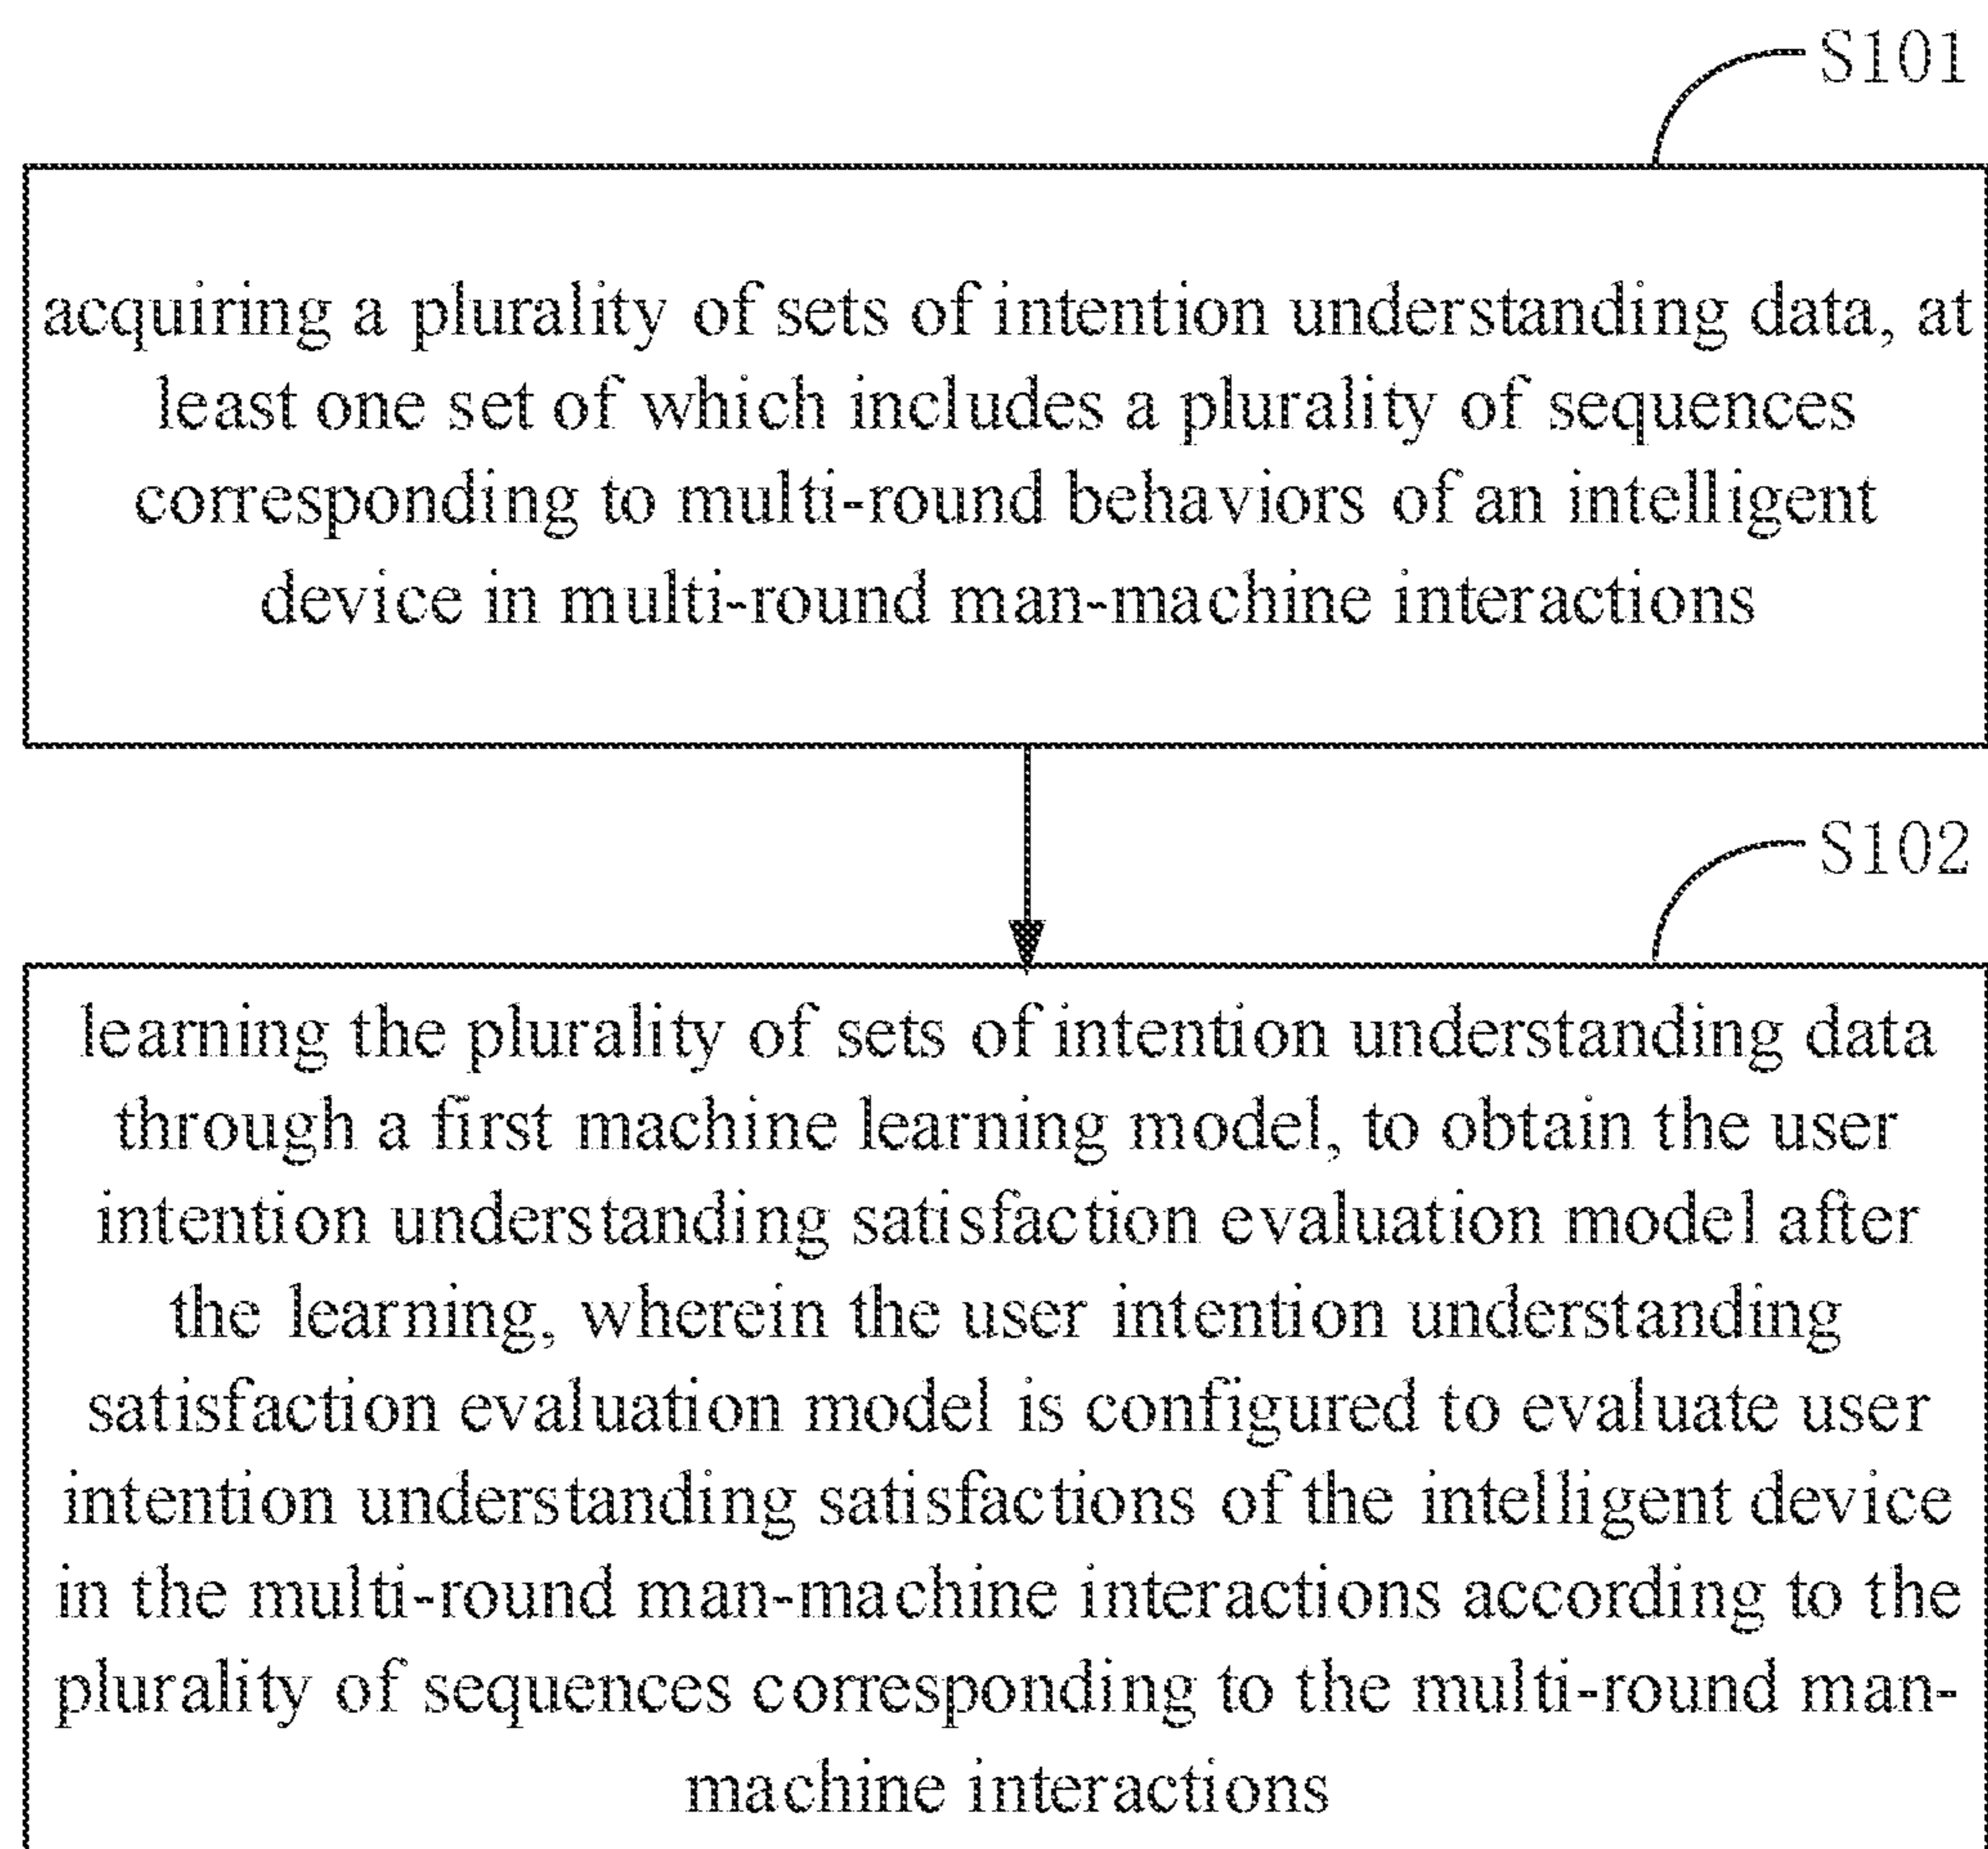 S101
acquiring a plurality of sets of intention understanding data, at
least one set of which includes a plurality of sequences
corresponding to multi-round behaviors of an intelligent
device in multi-round man-machine interactions
S102
learning the plurality of sets of intention understanding data
through a first machine learning model, to obtain the user
intention understanding satisfaction evaluation model after
the learning, wherein the user intention understanding
satisfaction evaluation model is configured to evaluate user
intention understanding satisfactions of the intelligent device
in the multi-round man-machine interactions according to the
plurality of sequences corresponding to the multi-round man-
machine interactions